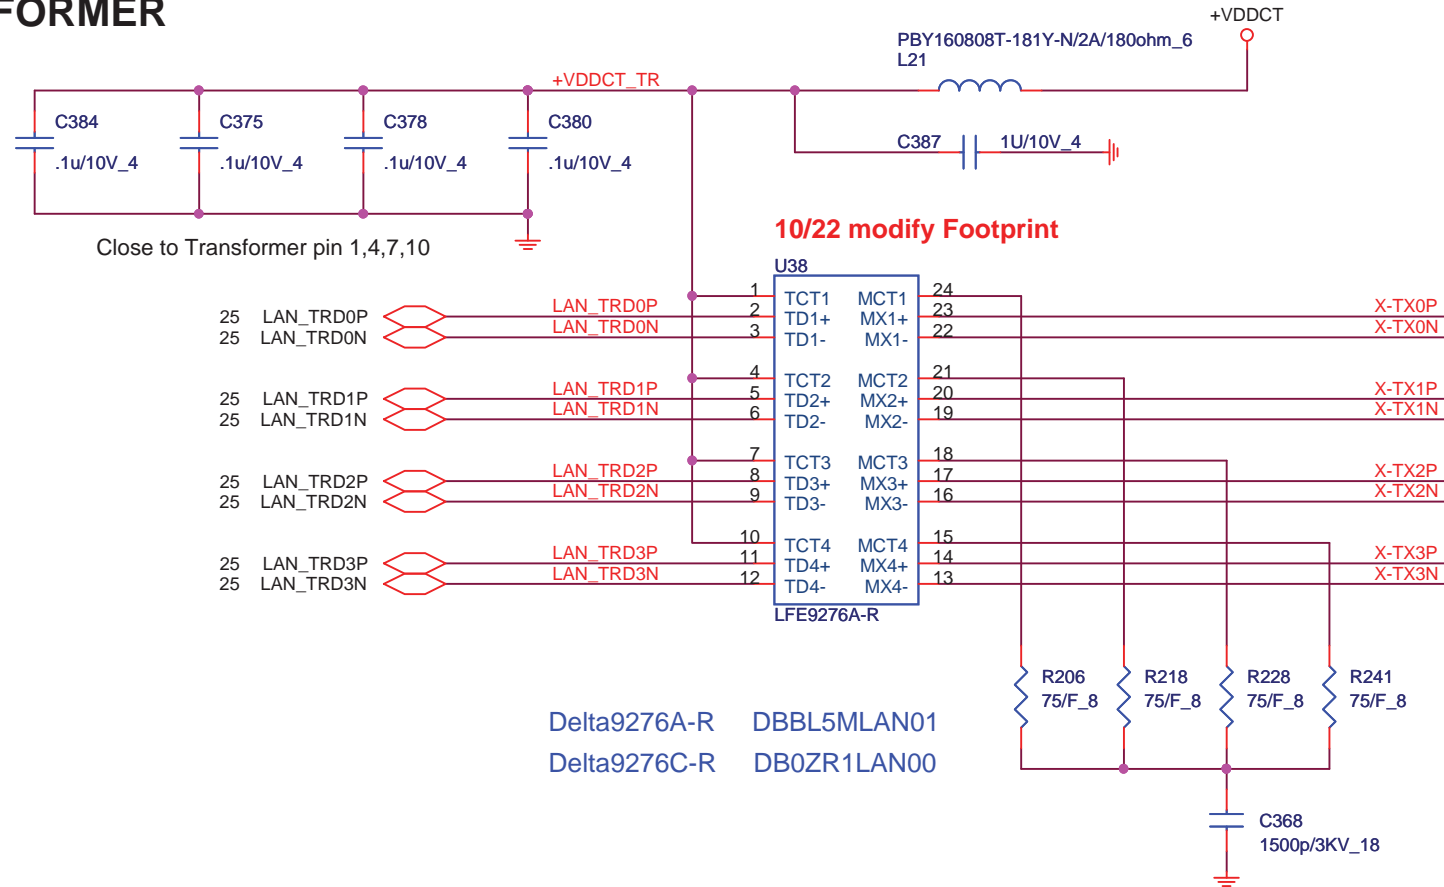 FORMER
+VDDCT
PBY160808T-181Y-N/2A/180ohm_6
L21
+VDDCT_TR
C384
.1u/10V_4
C375
.1u/10V_4
C378
.1u/10V_4
C380
.1u/10V_4
C387
1U/10V_4
Close to Transformer pin 1,4,7,10
10/22 modify Footprint
U38
1 TCT1 MCT1 24
25 LAN_TRD0P LAN_TRD0P 2 TD1+ MX1+ 23 X-TX0P
25 LAN_TRD0N LAN_TRD0N 3 TD1- MX1- 22 X-TX0N
4 TCT2 MCT2 21
25 LAN_TRD1P LAN_TRD1P 5 TD2+ MX2+ 20 X-TX1P
25 LAN_TRD1N LAN_TRD1N 6 TD2- MX2- 19 X-TX1N
7 TCT3 MCT3 18
25 LAN_TRD2P LAN_TRD2P 8 TD3+ MX3+ 17 X-TX2P
25 LAN_TRD2N LAN_TRD2N 9 TD3- MX3- 16 X-TX2N
10 TCT4 MCT4 15
25 LAN_TRD3P LAN_TRD3P 11 TD4+ MX4+ 14 X-TX3P
25 LAN_TRD3N LAN_TRD3N 12 TD4- MX4- 13 X-TX3N
LFE9276A-R
R206
75/F_8
R218
75/F_8
R228
75/F_8
R241
75/F_8
Delta9276A-R DBBL5MLAN01
Delta9276C-R DB0ZR1LAN00
C368
1500p/3KV_18